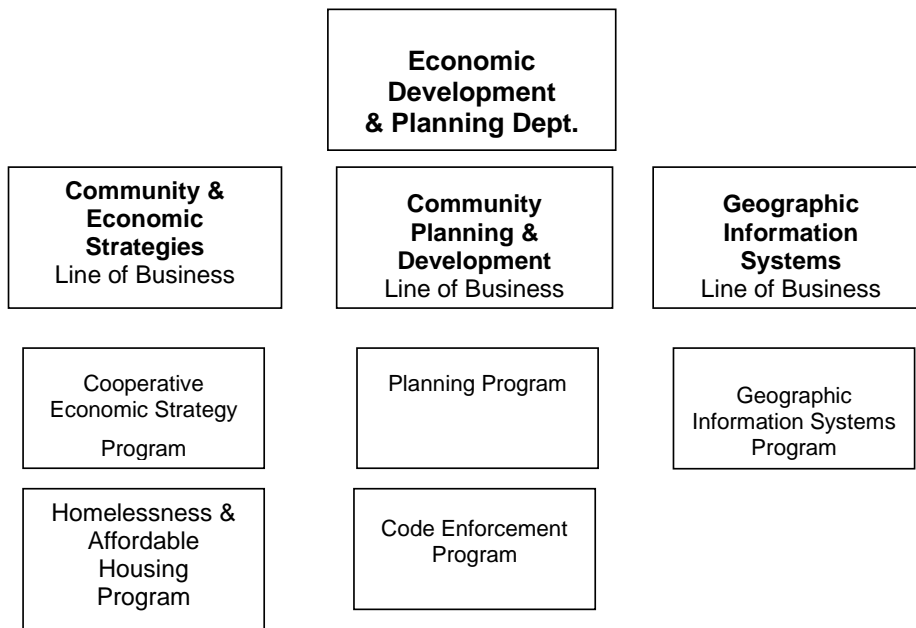 Economic
Development
& Planning Dept.
Community &
Economic
Strategies
Line of Business
Community
Planning &
Development
Line of Business
Geographic
Information
Systems
Line of Business
Cooperative
Economic Strategy
Program
Planning Program
Geographic
Information Systems
Program
Homelessness &
Affordable
Housing
Program
Code Enforcement
Program